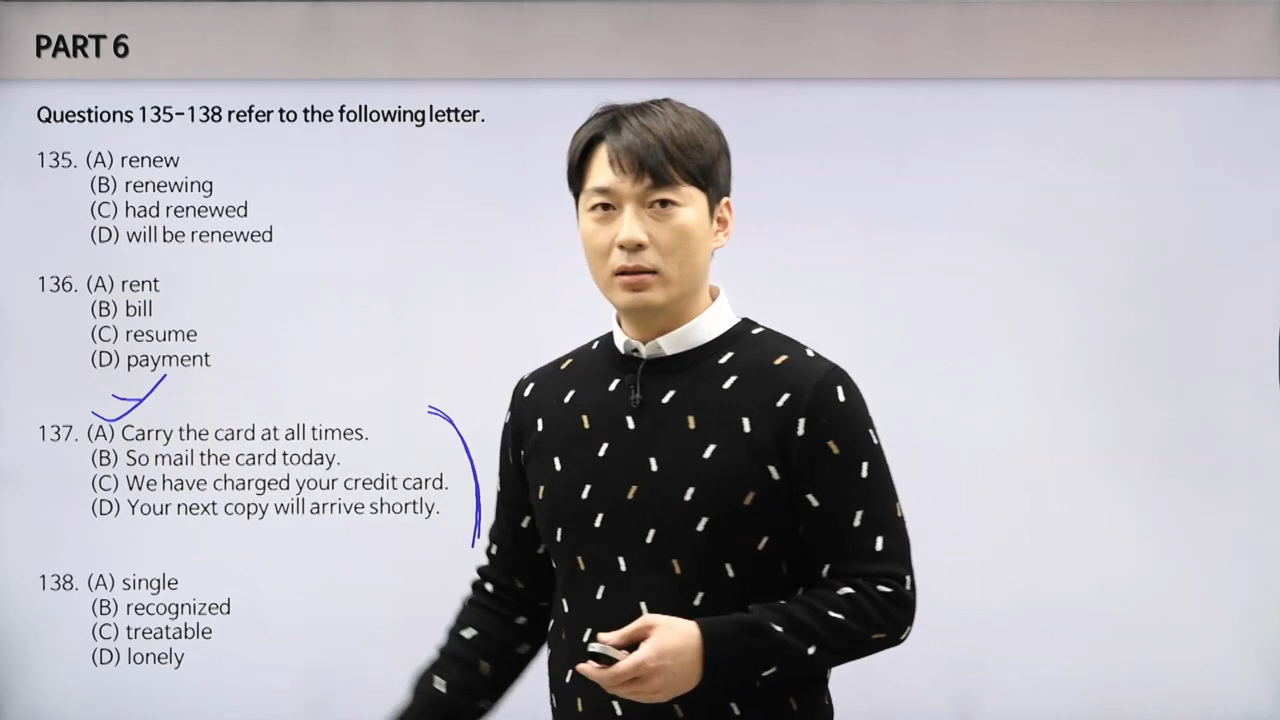 PART 6
Questions 135-138 refer to the following letter.
135. (A) renew
(B) renewing
(C) had renewed
(D) will be renewed
136. (A) rent
(B) bill
(C) resume
(D) payment
137. (A) Carry the card at all times.
(B) So mail the card today.
(C) We have charged your credit card.
(D) Your next copy will arrive shortly.
138. (A) single
(B) recognized
(C) treatable
(D) lonely